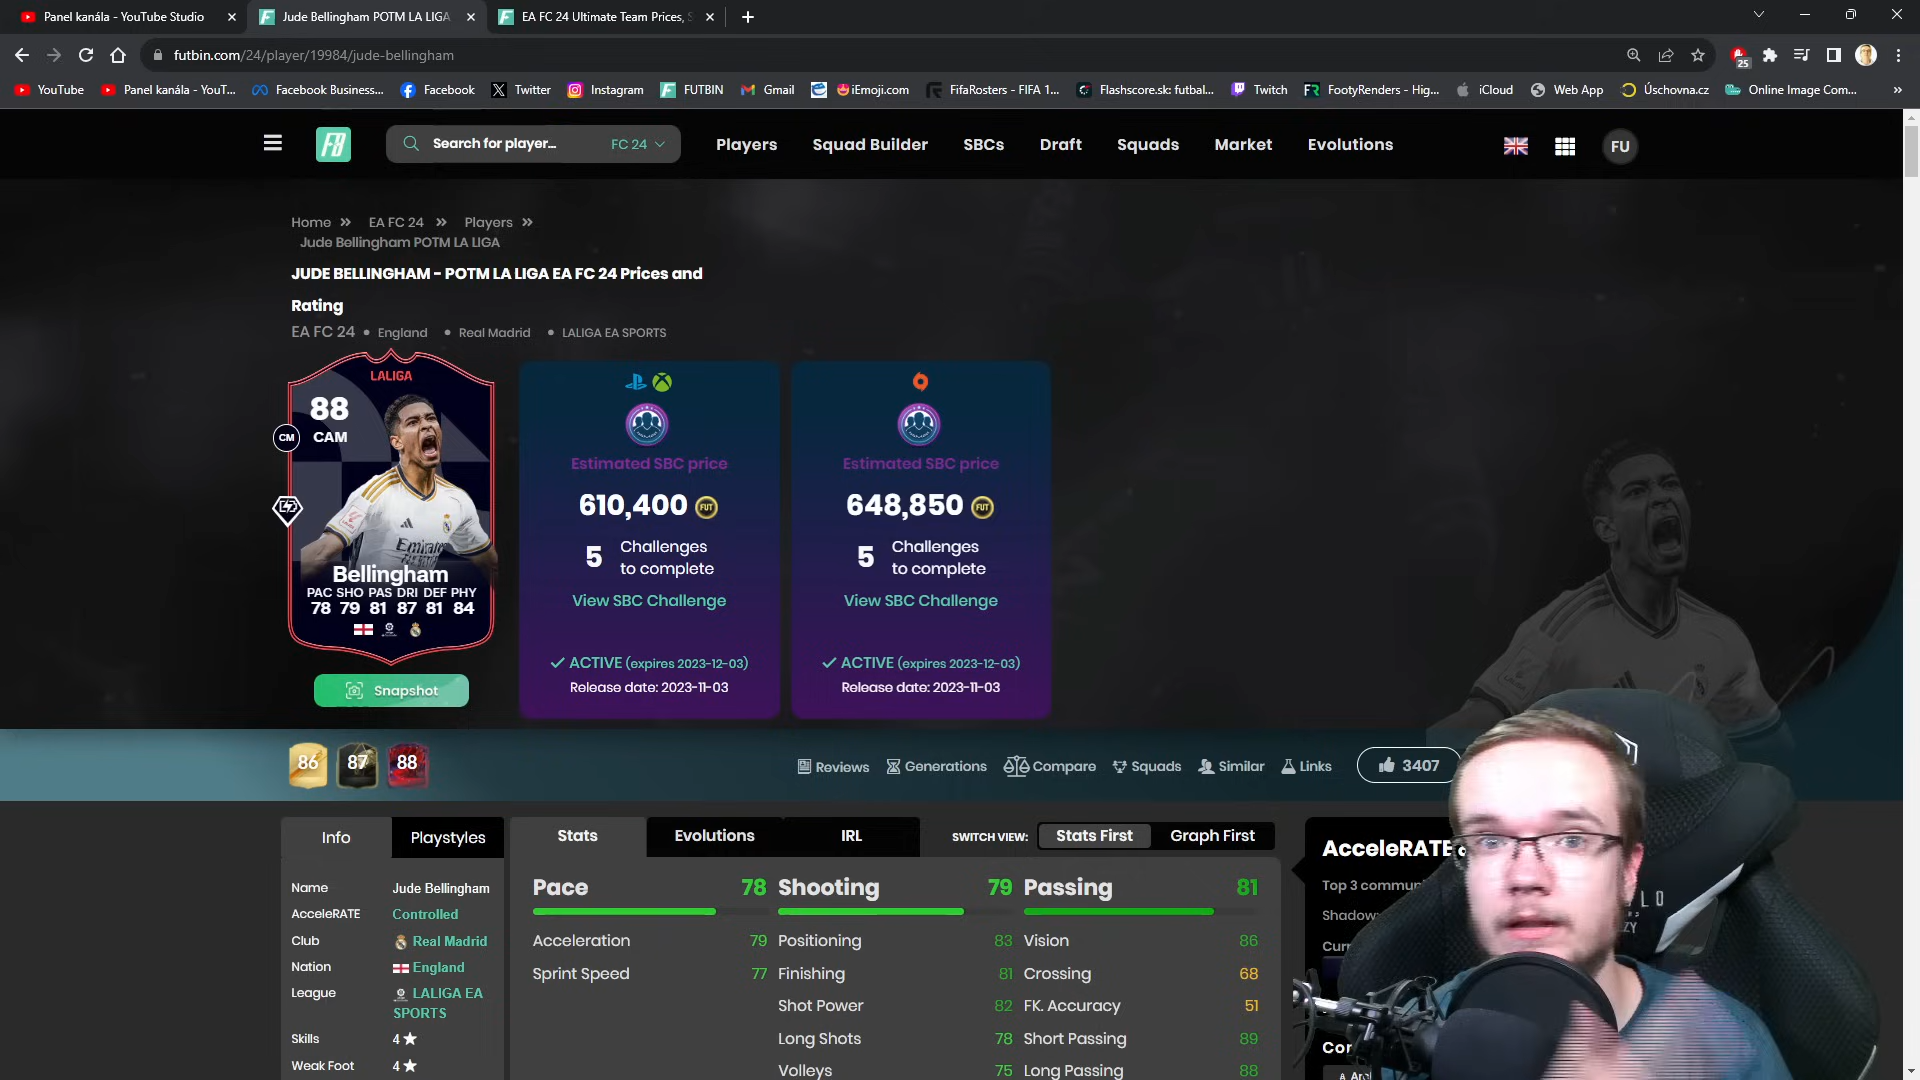 Panel kanála - YouTube Studio
Jude Bellingham POTM LA LIGA
EA FC 24 Ultimate Team Prices, S
futbin.com/24/player/19984/jude-bellingham
25
YouTube
Panel kanála - YouT...
Facebook Business...
Facebook
Twitter
Instagram
FUTBIN
Gmail
iEmoji.com
FifaRosters - FIFA 1...
Flashscore.sk: futbal...
Twitch
FootyRenders - Hig...
iCloud
Web App
Úschovna.cz
Online Image Com...
Search for player...
FC 24
Players
Squad Builder
SBCs
Draft
Squads
Market
Evolutions
FU
Home » EA FC 24 » Players »
Jude Bellingham POTM LA LIGA
JUDE BELLINGHAM - POTM LA LIGA EA FC 24 Prices and
Rating
EA FC 24 • England • Real Madrid • LALIGA EA SPORTS
LALIGA
88
CAM
CM
Bellingham
PAC SHO PAS DRI DEF PHY
78 79 81 87 81 84
Snapshot
Estimated SBC price
610,400
FUT
5
Challenges
to complete
View SBC Challenge
ACTIVE (expires 2023-12-03)
Release date: 2023-11-03
Estimated SBC price
648,850
FUT
5
Challenges
to complete
View SBC Challenge
ACTIVE (expires 2023-12-03)
Release date: 2023-11-03
86
87
88
Reviews
Generations
Compare
Squads
Similar
Links
3407
Info
Playstyles
Name Jude Bellingham
AcceleRATE Controlled
Club Real Madrid
Nation England
League LALIGA EA
SPORTS
Skills 4
Weak Foot 4
Stats
Evolutions
IRL
SWITCH VIEW:
Stats First
Graph First
Pace 78
Acceleration 79
Sprint Speed 77
Shooting 79
Positioning 83
Finishing 81
Shot Power 82
Long Shots 78
Volleys 75
Passing 81
Vision 86
Crossing 68
FK. Accuracy 51
Short Passing 89
Long Passing 88
AcceleRATE
Top 3 commun
Shadow
Curr
Cor